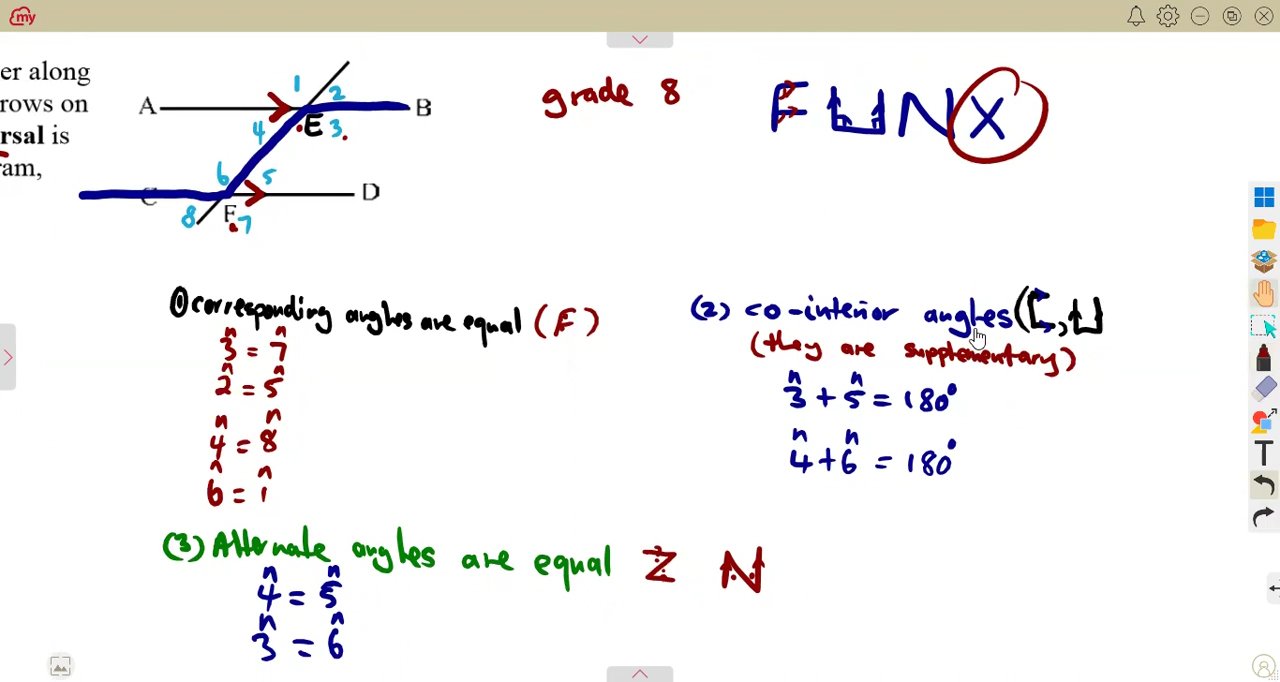 my
er along
rows on
rsal is
ram,
A
1
2
B
4
E
3
6
5
C
F
D
8
7
grade 8
F U N X
① corresponding angles are equal (F)
3̂ = 7̂
2̂ = 5̂
4̂ = 8̂
6̂ = 1̂
(2) co-interior angles ([, U
(they are supplementary)
3̂ + 5̂ = 180°
4̂ + 6̂ = 180°
(3) Alternate angles are equal Z N
4̂ = 5̂
3̂ = 6̂
T